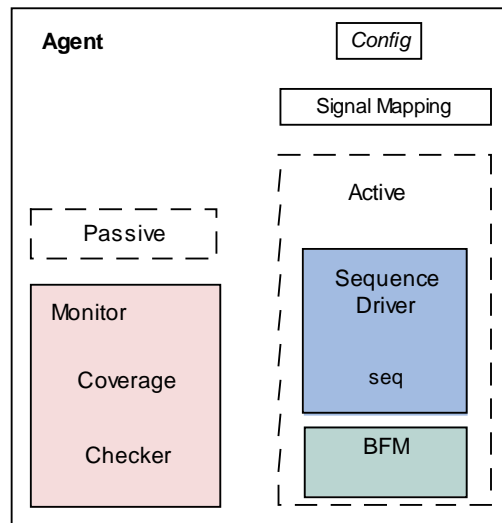 Agent
Config
Signal Mapping
Active
Passive
Sequence
Driver
seq
Monitor
Coverage
Checker
BFM